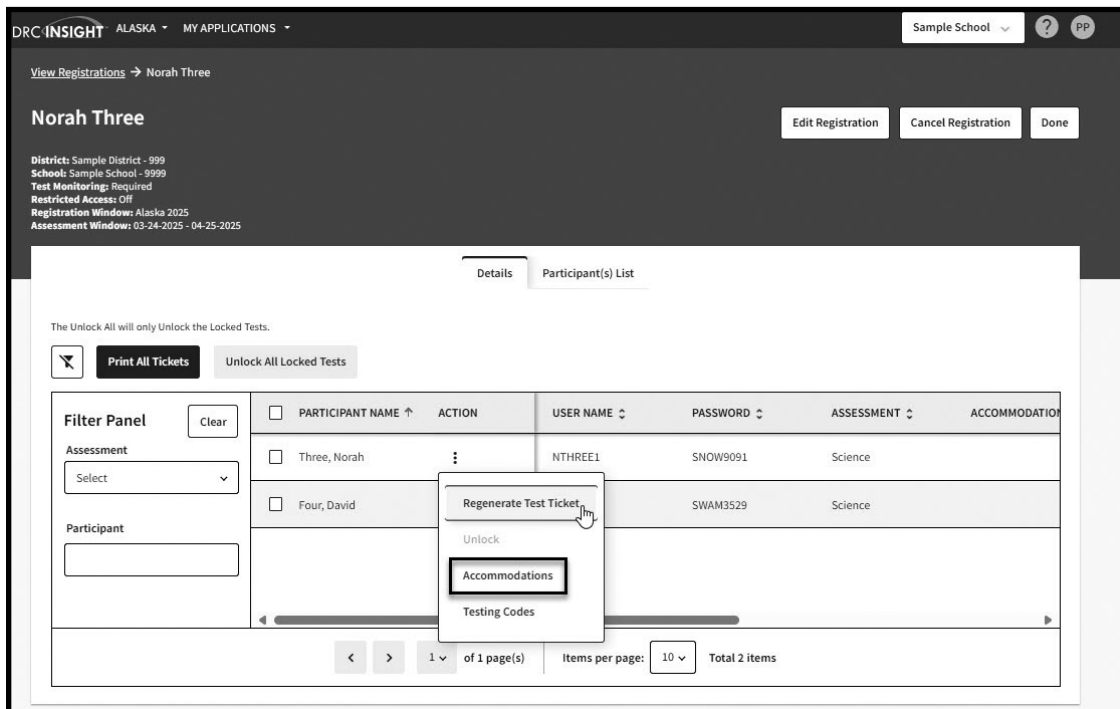 DRC INSIGHT ALASKA MY APPLICATIONS Sample School ? PP
View Registrations → Norah Three
Norah Three
Edit Registration Cancel Registration Done
District: Sample District - 999
School: Sample School - 9999
Test Monitoring: Required
Restricted Access: Off
Registration Window: Alaska 2025
Assessment Window: 03-24-2025 - 04-25-2025
Details Participant(s) List
The Unlock All will only Unlock the Locked Tests.
Print All Tickets Unlock All Locked Tests
Filter Panel Clear
Assessment
Select
Participant
PARTICIPANT NAME ↑ ACTION USER NAME PASSWORD ASSESSMENT ACCOMMODATION
Three, Norah NTHREE1 SNOW9091 Science
Four, David SWAM3529 Science
Regenerate Test Ticket
Unlock
Accommodations
Testing Codes
< > 1 of 1 page(s) Items per page: 10 Total 2 items